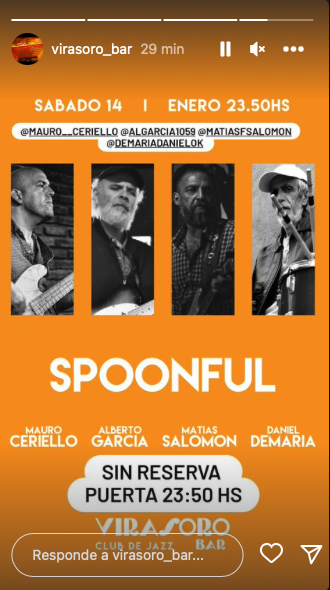 virasoro_bar 29 min
SABADO 14 | ENERO 23.50HS
@MAURO__CERIELLO @ALGARCIA1059 @MATIASFSALOMON
@DEMARIADANIELOK
SPOONFUL
MAURO CERIELLO
ALBERTO GARCIA
MATIAS SALOMON
DANIEL DEMARIA
SIN RESERVA
PUERTA 23:50 HS
VIRASORO
CLUB DE JAZZ BAR
Responde a virasoro_bar...